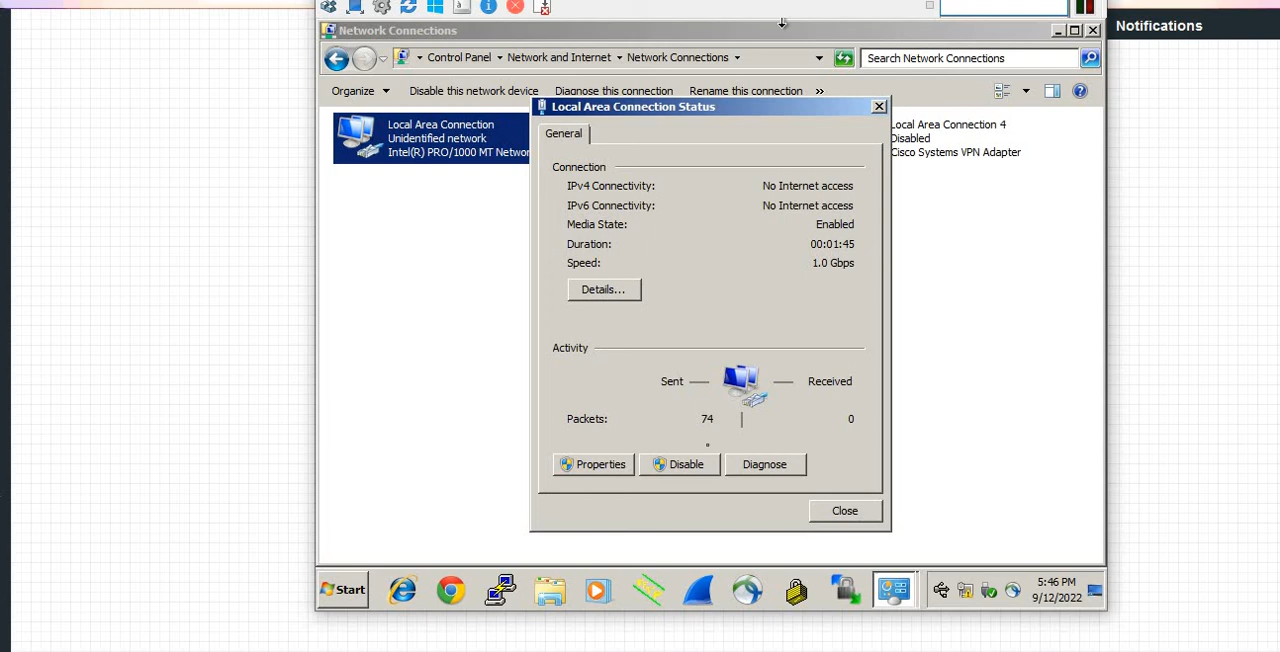 Notifications
Network Connections
Control Panel Network and Internet Network Connections
Search Network Connections
Organize Disable this network device Diagnose this connection Rename this connection »
Local Area Connection
Unidentified network
Intel(R) PRO/1000 MT Networ
Local Area Connection 4
Disabled
Cisco Systems VPN Adapter
Local Area Connection Status
General
Connection
IPv4 Connectivity: No Internet access
IPv6 Connectivity: No Internet access
Media State: Enabled
Duration: 00:01:45
Speed: 1.0 Gbps
Details...
Activity
Sent Received
Packets: 74 0
Properties Disable Diagnose
Close
Start
5:46 PM
9/12/2022